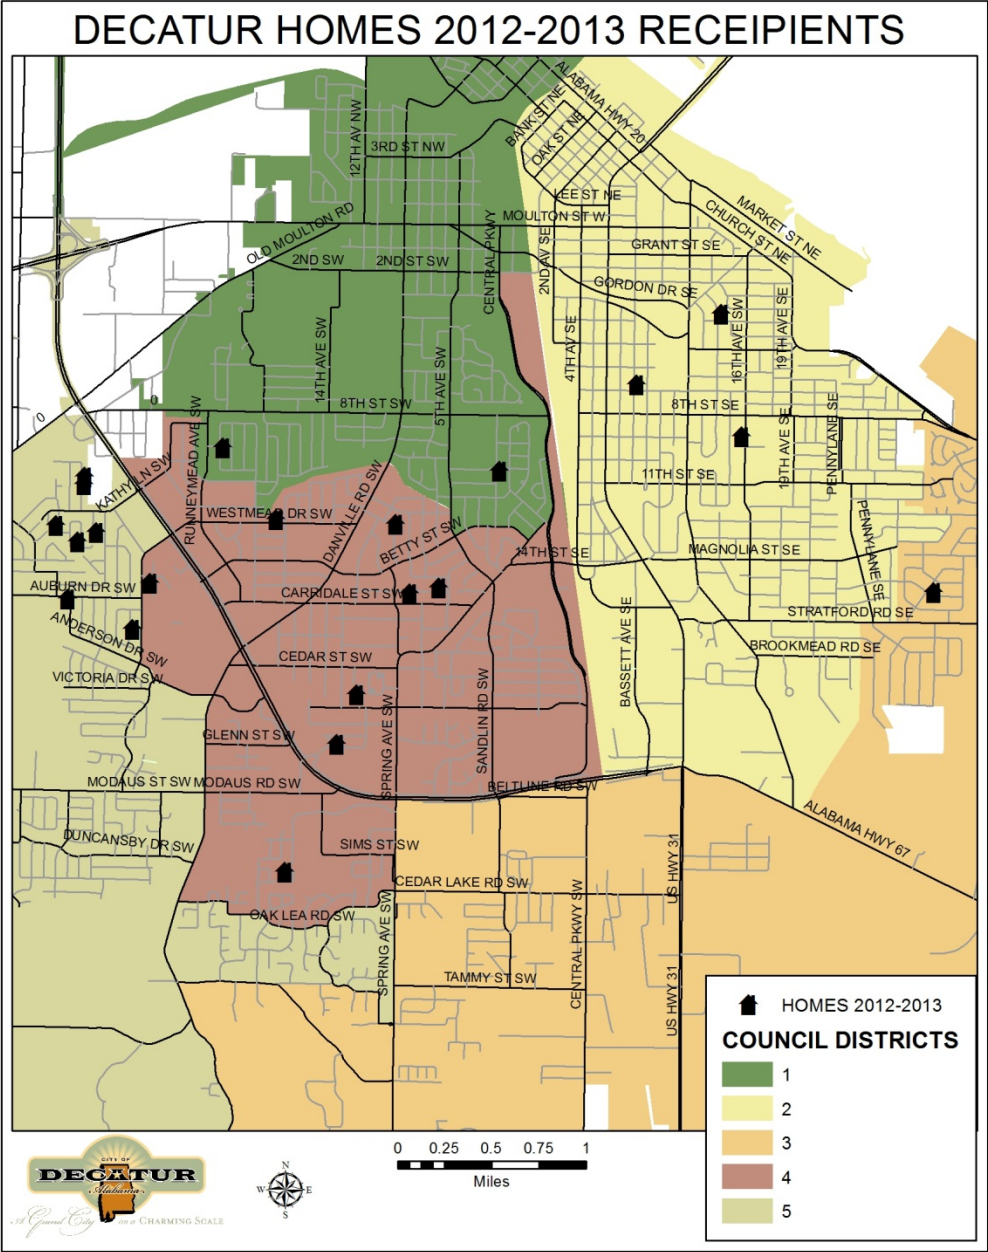 DECATUR HOMES 2012-2013 RECEIPIENTS
ALABAMA HWY 20
BANK ST NE
OAK ST NE
12TH AV NW
3RD ST NW
LEE ST NE
MARKET ST NE
CHURCH ST NE
MOULTON ST W
OLD MOULTON RD
GRANT ST SE
2ND SW
2ND ST SW
CENTRAL PKWY
2ND AV SE
GORDON DR SE
4TH AV SE
16TH AVE SW
19TH AVE SE
14TH AVE SW
5TH AVE SW
8TH ST SW
8TH ST SE
0
0
RUNNEYMEAD AVE SW
KATHY LN SW
19TH AVE SE
PENNYLANE SE
11TH ST SE
DANVILLE RD SW
WESTMEAD DR SW
BETTY ST SW
14TH ST SE
MAGNOLIA ST SE
PENNYLANE SE
AUBURN DR SW
CARRIDALE ST SW
STRATFORD RD SE
ANDERSON DR SW
BASSETT AVE SE
BROOKMEAD RD SE
CEDAR ST SW
VICTORIA DR SW
SPRING AVE SW
SANDLIN RD SW
GLENN ST SW
MODAUS ST SW
MODAUS RD SW
BELTLINE RD SW
ALABAMA HWY 67
DUNCANSBY DR SW
SIMS ST SW
US HWY 31
CEDAR LAKE RD SW
OAK LEA RD SW
SPRING AVE SW
CENTRAL PKWY SW
TAMMY ST SW
US HWY 31
HOMES 2012-2013
COUNCIL DISTRICTS
1
2
3
4
5
CITY OF
DECATUR
Alabama
A Grand City on a CHARMING SCALE
N
W E
S
0 0.25 0.5 0.75 1
Miles